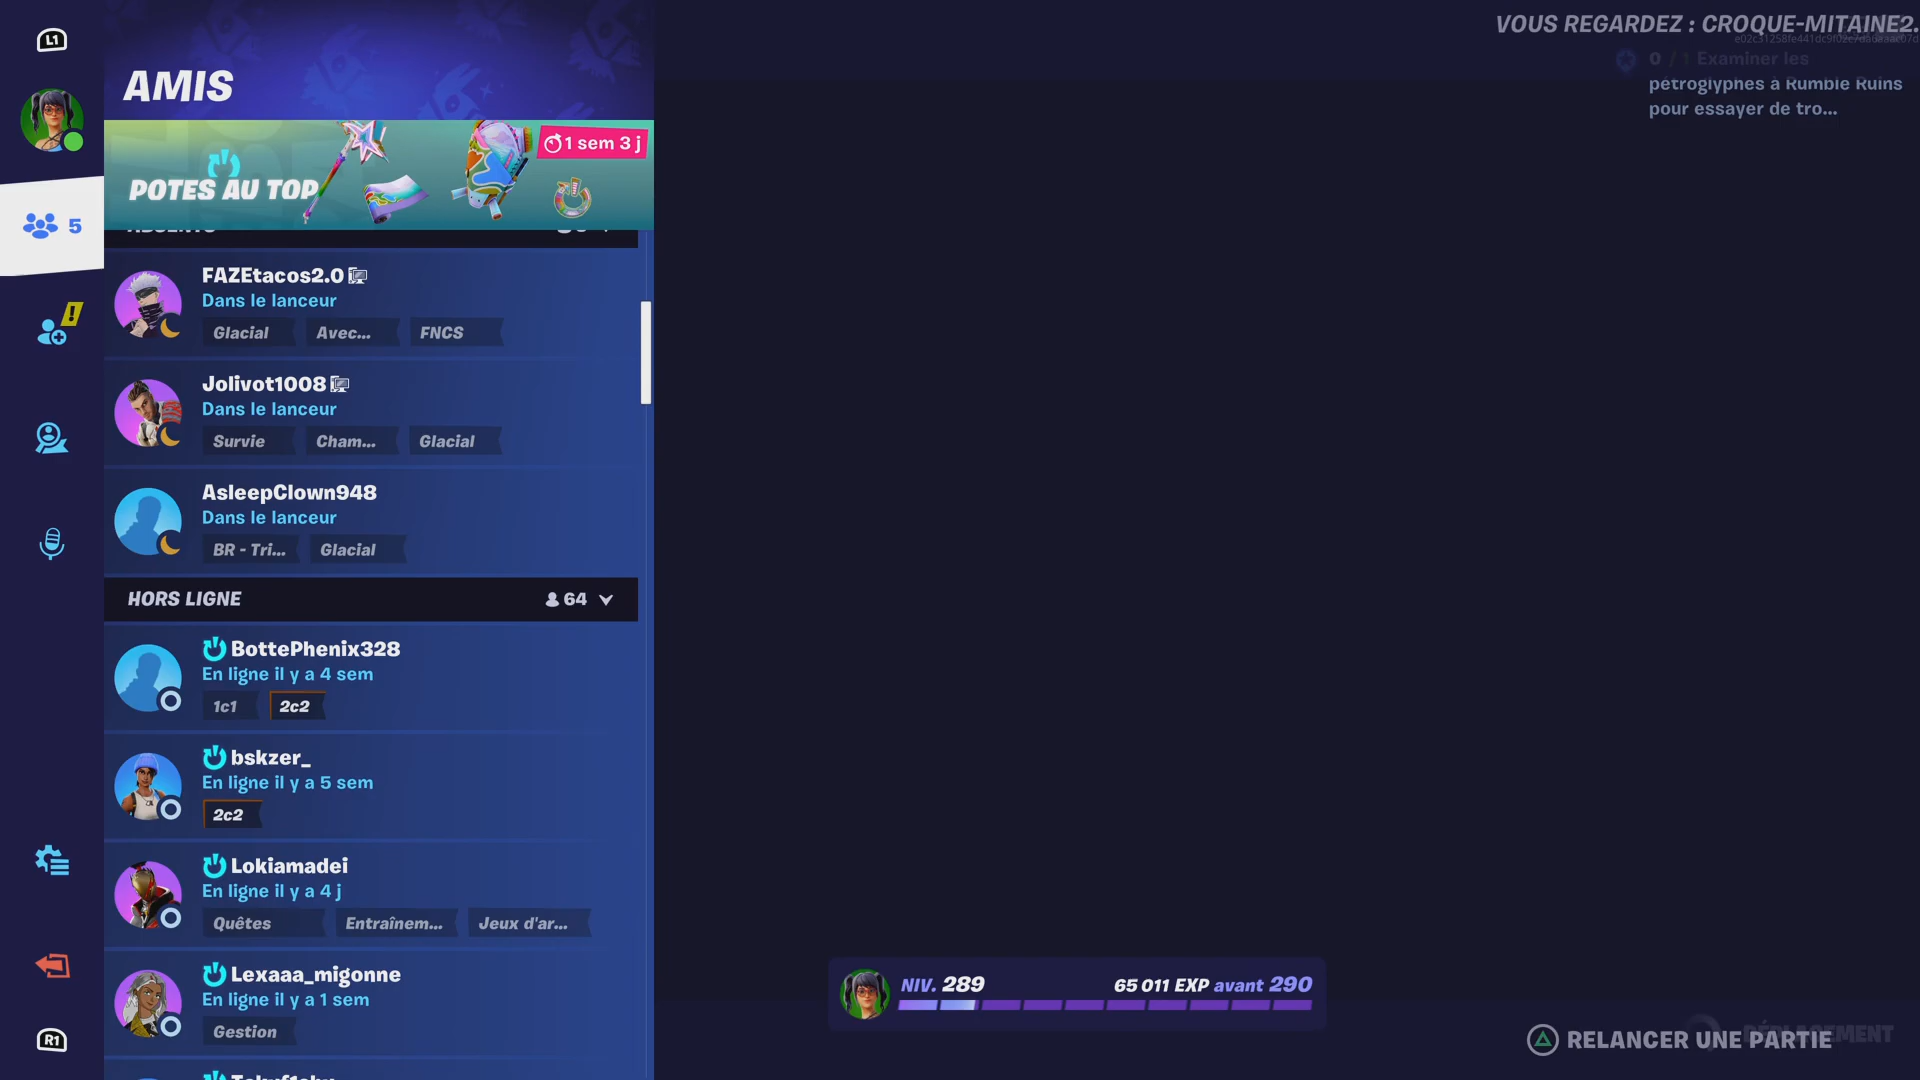 L1
VOUS REGARDEZ : CROQUE-MITAINE2.
0 / 1 Examiner les
pétroglyphes à Rumble Ruins
pour essayer de tro...
AMIS
1 sem 3 j
POTES AU TOP
5
FAZEtacos2.0
Dans le lanceur
Glacial Avec... FNCS
Jolivot1008
Dans le lanceur
Survie Cham... Glacial
AsleepClown948
Dans le lanceur
BR - Tri... Glacial
HORS LIGNE 64
BottePhenix328
En ligne il y a 4 sem
1c1 2c2
bskzer_
En ligne il y a 5 sem
2c2
Lokiamadei
En ligne il y a 4 j
Quêtes Entraînem... Jeux d'ar...
Lexaaa_migonne
En ligne il y a 1 sem
Gestion
R1
NIV. 289 65 011 EXP avant 290
DÉPLACEMENT
RELANCER UNE PARTIE